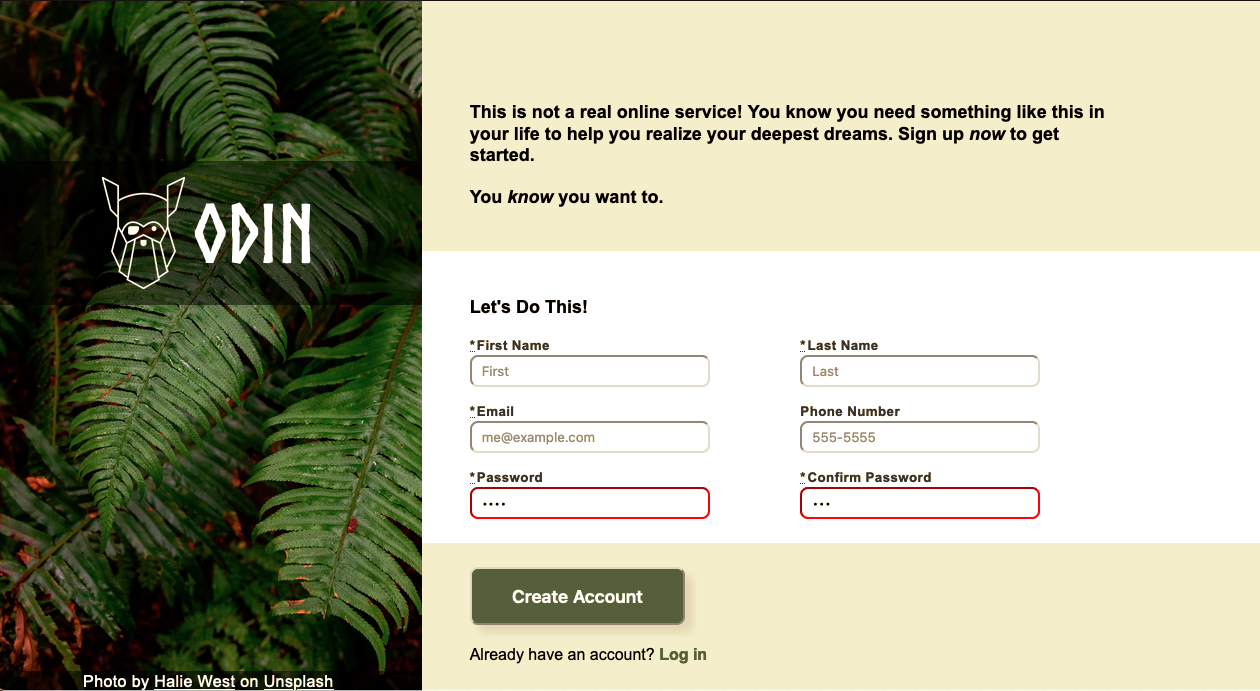 ODIN
Photo by Halie West on Unsplash
This is not a real online service! You know you need something like this in
your life to help you realize your deepest dreams. Sign up now to get
started.
You know you want to.
Let's Do This!
*First Name
First
*Last Name
Last
*Email
me@example.com
Phone Number
555-5555
*Password
••••
*Confirm Password
•••
Create Account
Already have an account? Log in